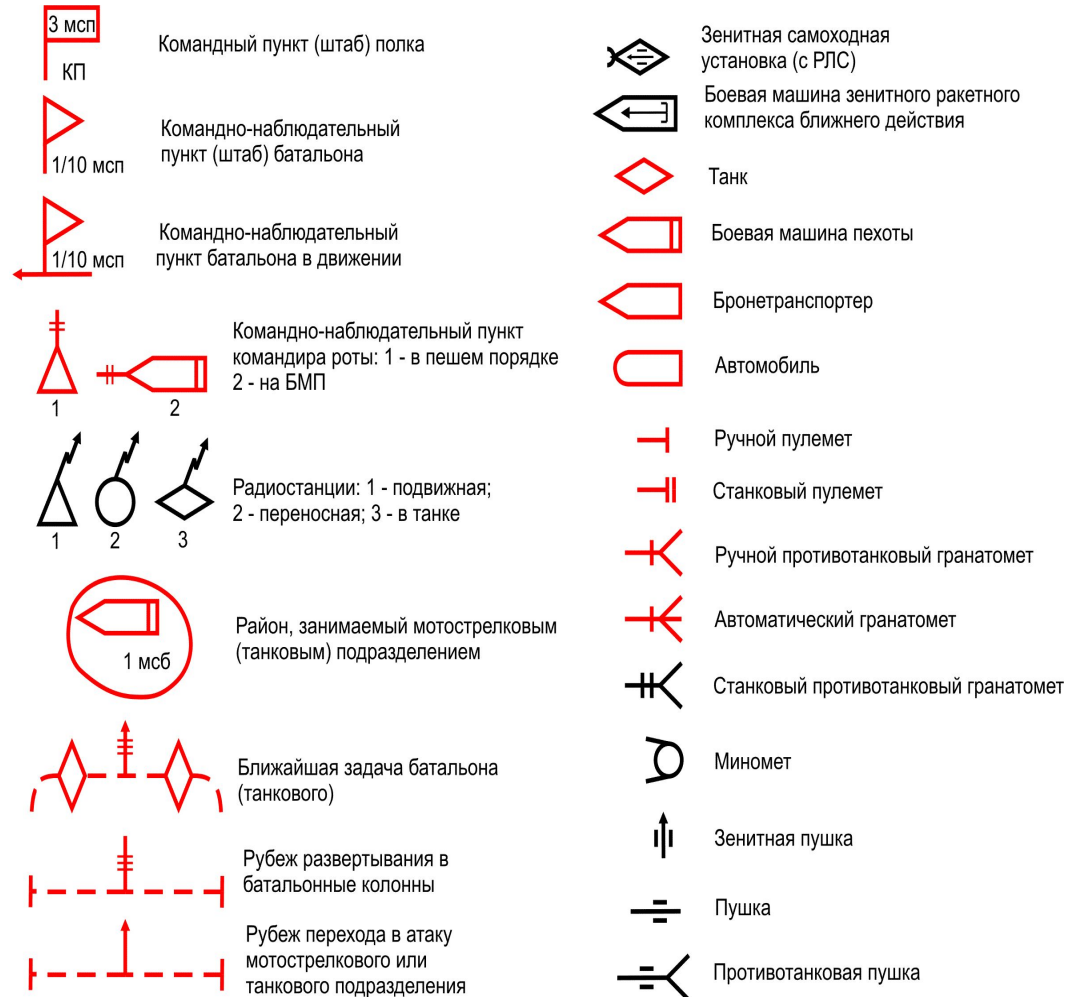 3 мсп
КП
Командный пункт (штаб) полка
1/10 мсп
Командно-наблюдательный
пункт (штаб) батальона
1/10 мсп
Командно-наблюдательный
пункт батальона в движении
1
2
Командно-наблюдательный пункт
командира роты: 1 - в пешем порядке
2 - на БМП
1
2
3
Радиостанции: 1 - подвижная;
2 - переносная; 3 - в танке
1 мсб
Район, занимаемый мотострелковым
(танковым) подразделением
Ближайшая задача батальона
(танкового)
Рубеж развертывания в
батальонные колонны
Рубеж перехода в атаку
мотострелкового или
танкового подразделения
Зенитная самоходная
установка (с РЛС)
Боевая машина зенитного ракетного
комплекса ближнего действия
Танк
Боевая машина пехоты
Бронетранспортер
Автомобиль
Ручной пулемет
Станковый пулемет
Ручной противотанковый гранатомет
Автоматический гранатомет
Станковый противотанковый гранатомет
Миномет
Зенитная пушка
Пушка
Противотанковая пушка